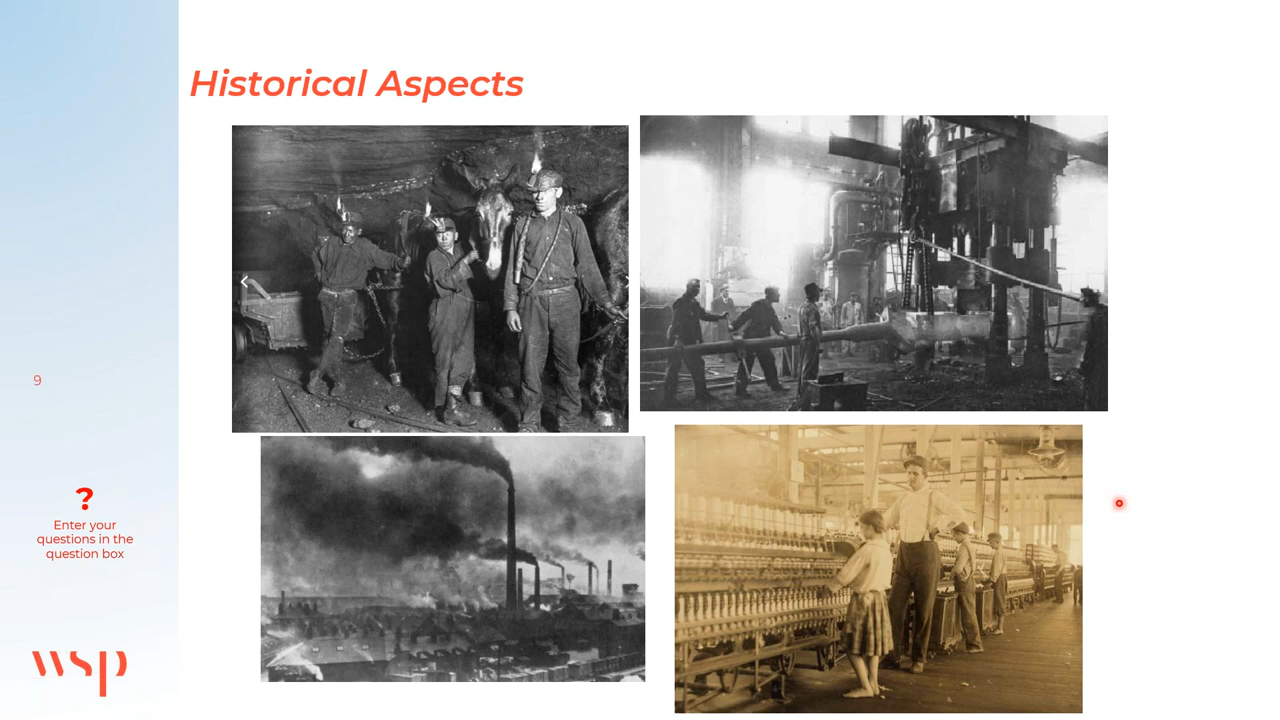 Historical Aspects
9
?
Enter your
questions in the
question box
wsp